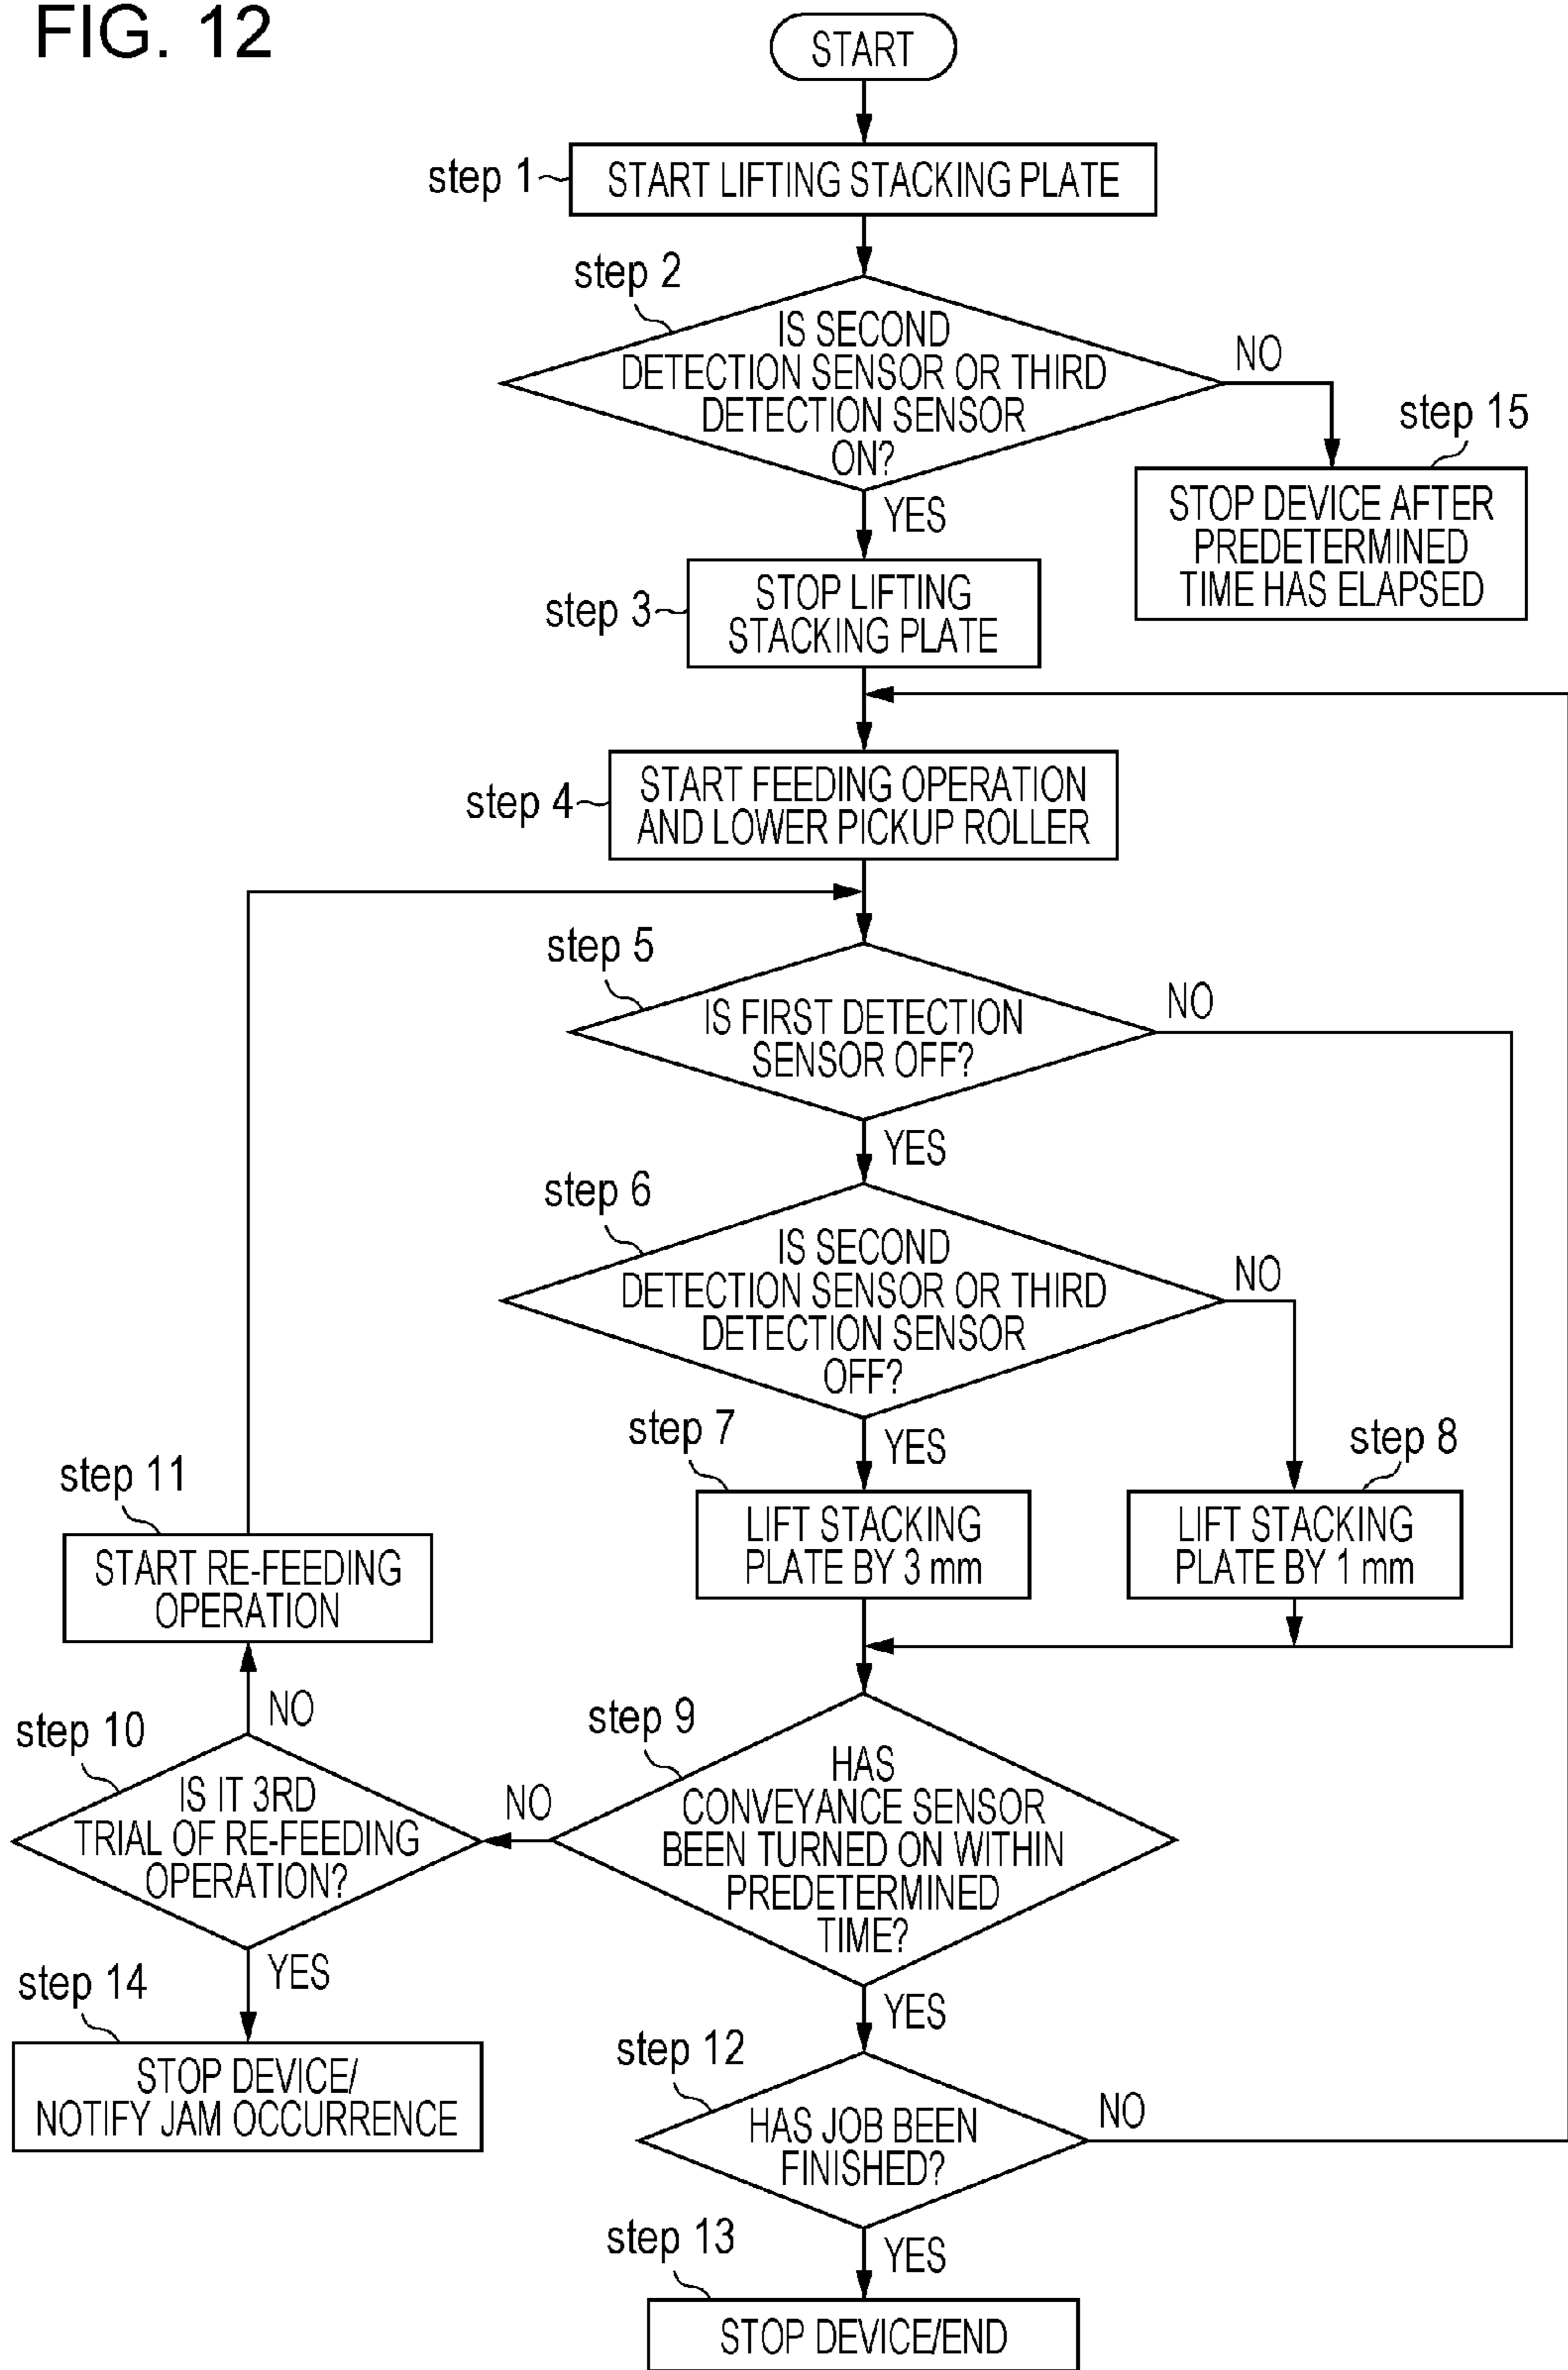 FIG. 12
START
step 1
START LIFTING STACKING PLATE
step 2
IS SECOND
DETECTION SENSOR OR THIRD
DETECTION SENSOR
ON?
NO
step 15
STOP DEVICE AFTER
PREDETERMINED
TIME HAS ELAPSED
YES
step 3
STOP LIFTING
STACKING PLATE
step 4
START FEEDING OPERATION
AND LOWER PICKUP ROLLER
step 5
IS FIRST DETECTION
SENSOR OFF?
NO
YES
step 6
IS SECOND
DETECTION SENSOR OR THIRD
DETECTION SENSOR
OFF?
NO
YES
step 7
LIFT STACKING
PLATE BY 3 mm
step 8
LIFT STACKING
PLATE BY 1 mm
step 11
START RE-FEEDING
OPERATION
NO
step 10
IS IT 3RD
TRIAL OF RE-FEEDING
OPERATION?
NO
step 9
HAS
CONVEYANCE SENSOR
BEEN TURNED ON WITHIN
PREDETERMINED
TIME?
YES
step 14
STOP DEVICE/
NOTIFY JAM OCCURRENCE
YES
step 12
HAS JOB BEEN
FINISHED?
NO
YES
step 13
STOP DEVICE/END